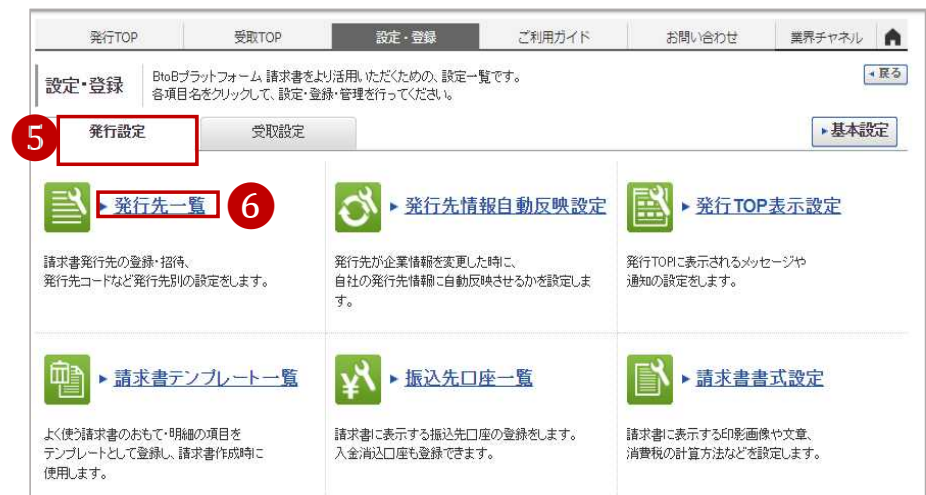 発行TOP 受取TOP 設定・登録 ご利用ガイド お問い合わせ 業界チャネル
設定・登録
BtoBプラットフォーム 請求書をより活用いただくための、設定一覧です。
各項目名をクリックして、設定・登録・管理を行ってください。
戻る
5
発行設定 受取設定 基本設定
発行先一覧
6
請求書発行先の登録・招待、
発行先コードなど発行先別の設定をします。
発行先情報自動反映設定
発行先が企業情報を変更した時に、
自社の発行先情報に自動反映させるかを設定しま
す。
発行TOP表示設定
発行TOPに表示されるメッセージや
通知の設定をします。
請求書テンプレート一覧
よく使う請求書のおもて・明細の項目を
テンプレートとして登録し、請求書作成時に
使用します。
振込先口座一覧
請求書に表示する振込先口座の登録をします。
入金消込口座も登録できます。
請求書書式設定
請求書に表示する印影画像や文章、
消費税の計算方法などを設定します。